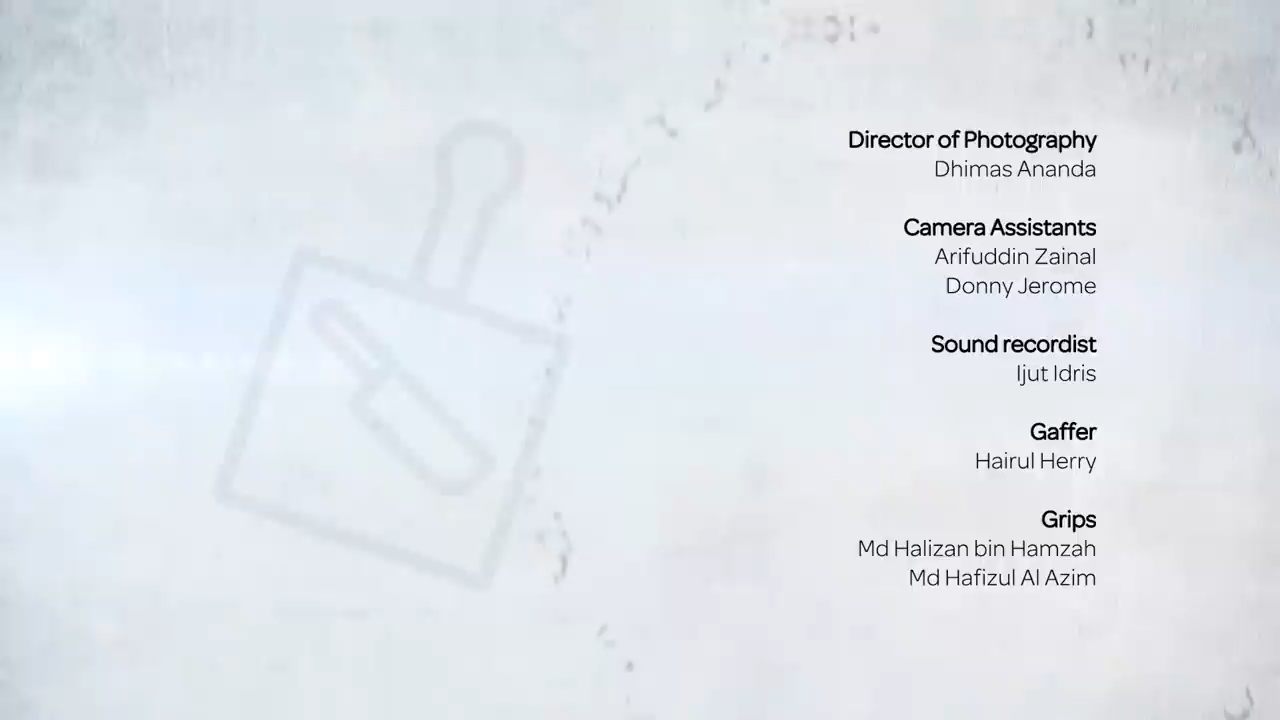 Director of Photography
Dhimas Ananda
Camera Assistants
Arifuddin Zainal
Donny Jerome
Sound recordist
Ijut Idris
Gaffer
Hairul Herry
Grips
Md Halizan bin Hamzah
Md Hafizul Al Azim